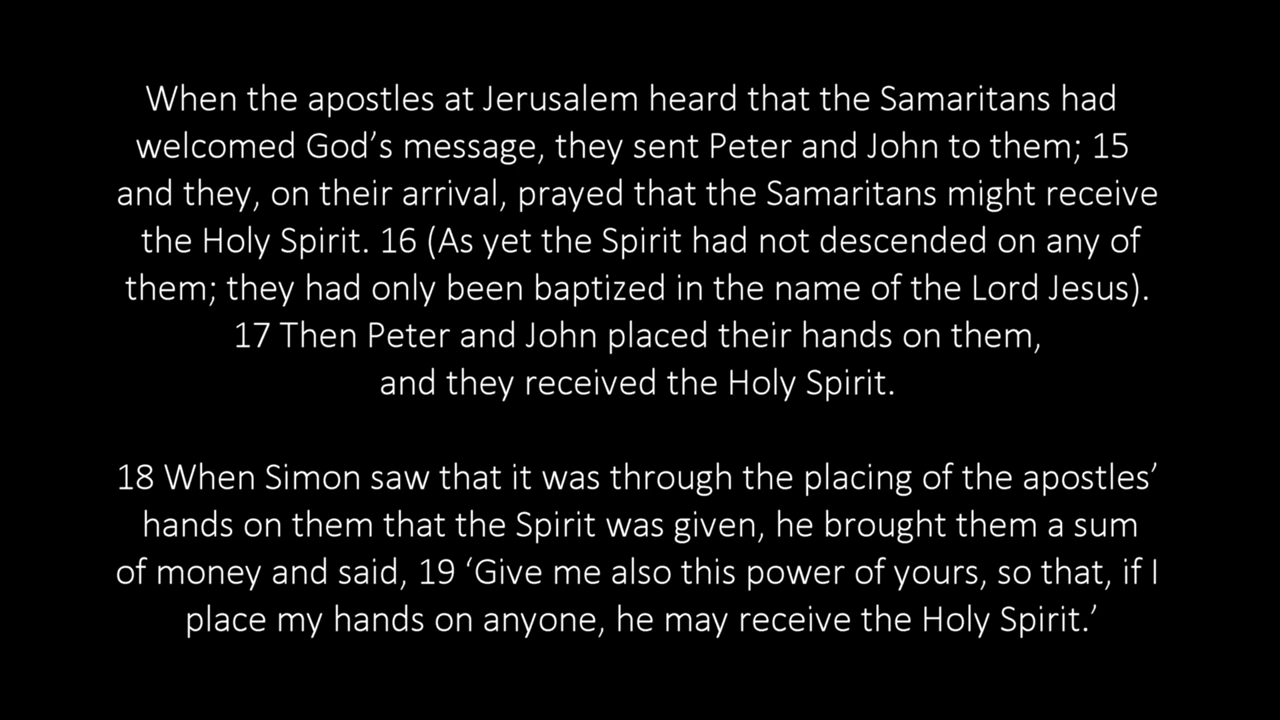 When the apostles at Jerusalem heard that the Samaritans had
welcomed God’s message, they sent Peter and John to them; 15
and they, on their arrival, prayed that the Samaritans might receive
the Holy Spirit. 16 (As yet the Spirit had not descended on any of
them; they had only been baptized in the name of the Lord Jesus).
17 Then Peter and John placed their hands on them,
and they received the Holy Spirit.
18 When Simon saw that it was through the placing of the apostles’
hands on them that the Spirit was given, he brought them a sum
of money and said, 19 ‘Give me also this power of yours, so that, if I
place my hands on anyone, he may receive the Holy Spirit.’